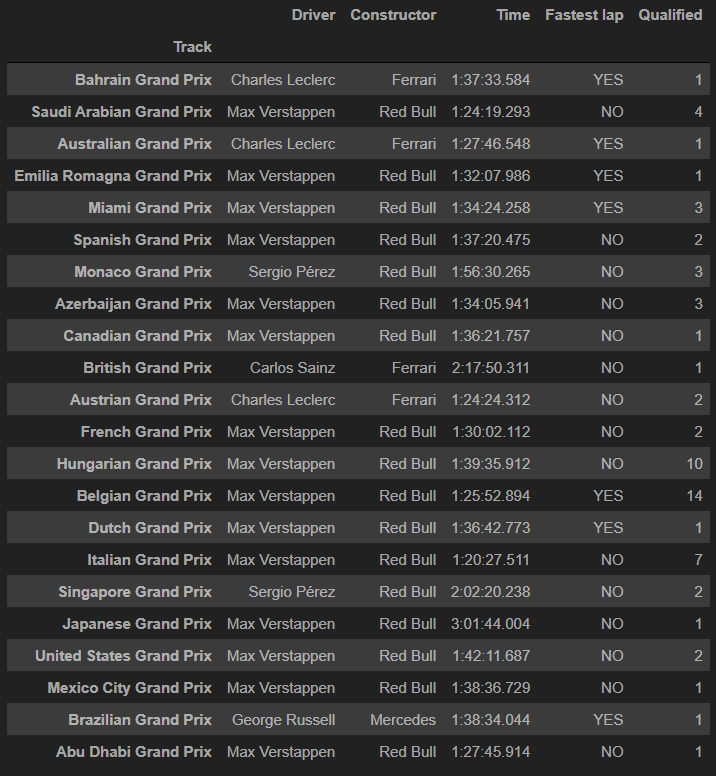 Driver Constructor Time Fastest lap Qualified
Track
Bahrain Grand Prix Charles Leclerc Ferrari 1:37:33.584 YES 1
Saudi Arabian Grand Prix Max Verstappen Red Bull 1:24:19.293 NO 4
Australian Grand Prix Charles Leclerc Ferrari 1:27:46.548 YES 1
Emilia Romagna Grand Prix Max Verstappen Red Bull 1:32:07.986 YES 1
Miami Grand Prix Max Verstappen Red Bull 1:34:24.258 YES 3
Spanish Grand Prix Max Verstappen Red Bull 1:37:20.475 NO 2
Monaco Grand Prix Sergio Pérez Red Bull 1:56:30.265 NO 3
Azerbaijan Grand Prix Max Verstappen Red Bull 1:34:05.941 NO 3
Canadian Grand Prix Max Verstappen Red Bull 1:36:21.757 NO 1
British Grand Prix Carlos Sainz Ferrari 2:17:50.311 NO 1
Austrian Grand Prix Charles Leclerc Ferrari 1:24:24.312 NO 2
French Grand Prix Max Verstappen Red Bull 1:30:02.112 NO 2
Hungarian Grand Prix Max Verstappen Red Bull 1:39:35.912 NO 10
Belgian Grand Prix Max Verstappen Red Bull 1:25:52.894 YES 14
Dutch Grand Prix Max Verstappen Red Bull 1:36:42.773 YES 1
Italian Grand Prix Max Verstappen Red Bull 1:20:27.511 NO 7
Singapore Grand Prix Sergio Pérez Red Bull 2:02:20.238 NO 2
Japanese Grand Prix Max Verstappen Red Bull 3:01:44.004 NO 1
United States Grand Prix Max Verstappen Red Bull 1:42:11.687 NO 2
Mexico City Grand Prix Max Verstappen Red Bull 1:38:36.729 NO 1
Brazilian Grand Prix George Russell Mercedes 1:38:34.044 YES 1
Abu Dhabi Grand Prix Max Verstappen Red Bull 1:27:45.914 NO 1